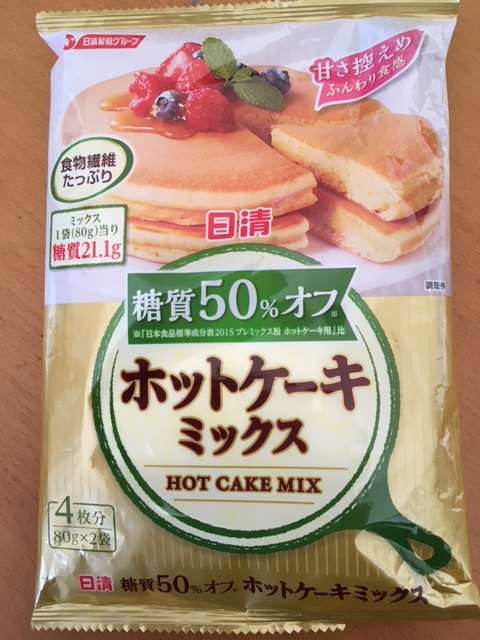 日清製粉グループ
甘さ控えめ
ふんわり食感
食物繊維
たっぷり
ミックス
1袋(80g)当り
糖質21.1g
日清
調理例
糖質50%オフ※
※「日本食品標準成分表2015 プレミックス粉 ホットケーキ用」比
ホットケーキ
ミックス
HOT CAKE MIX
4枚分
80g×2袋
日清 糖質50%オフ※ ホットケーキミックス